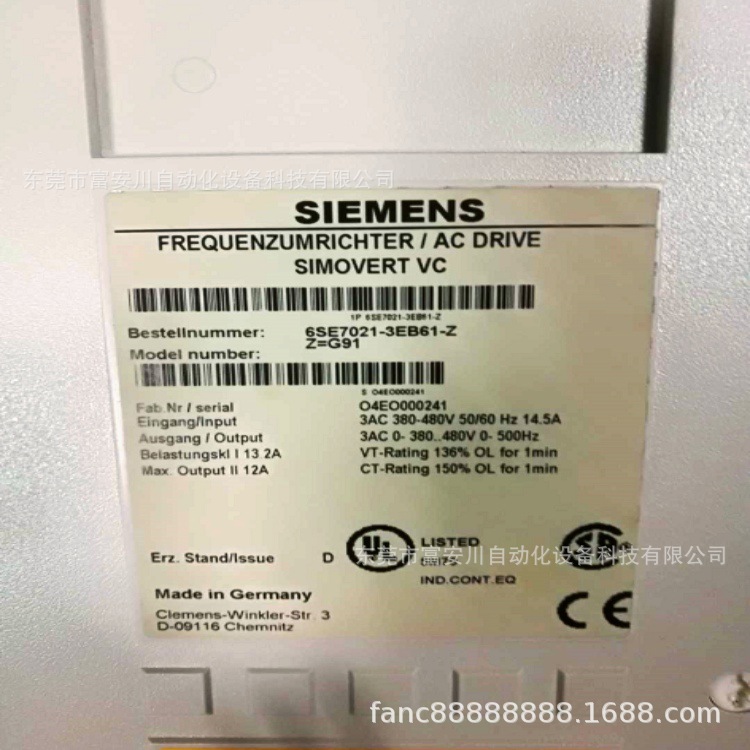 东莞市富安川自动化设备科技有限公司
SIEMENS
FREQUENZUMRICHTER / AC DRIVE
SIMOVERT VC
1P 6SE7021-3EB61-Z
Bestellnummer: 6SE7021-3EB61-Z
Z=G91
Model number:
S O4EO000241
Fab.Nr / serial O4EO000241
Eingang/Input 3AC 380-480V 50/60 Hz 14.5A
Ausgang / Output 3AC 0- 380..480V 0- 500Hz
Belastungskl I 13.2A VT-Rating 136% OL for 1min
Max. Output II 12A CT-Rating 150% OL for 1min
Erz. Stand/Issue D
UL LISTED
东莞市富安川自动化设备科技有限公司
IND.CONT.EQ
Made in Germany
Clemens-Winkler-Str. 3
D-09116 Chemnitz
CE
fanc88888888.1688.com